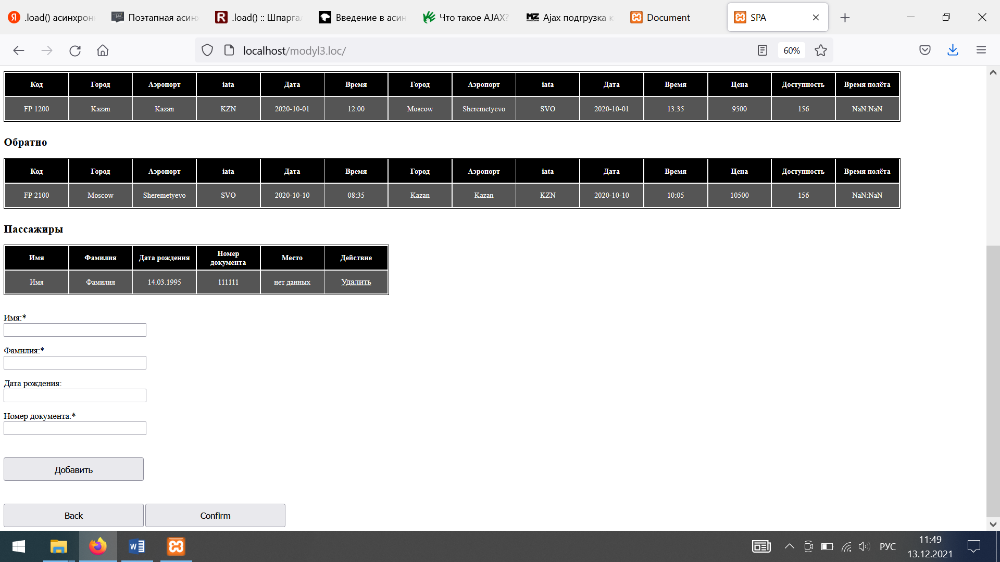 .load() асинхрон
Поэтапная асин
.load() :: Шпарга
Введение в асин
Что такое AJAX?
Ajax подгрузка к
Document
SPA
localhost/modyl3.loc/
60%
Код Город Аэропорт iata Дата Время Город Аэропорт iata Дата Время Цена Доступность Время полёта
FP 1200 Kazan Kazan KZN 2020-10-01 12:00 Moscow Sheremetyevo SVO 2020-10-01 13:35 9500 156 NaN:NaN
Обратно
Код Город Аэропорт iata Дата Время Город Аэропорт iata Дата Время Цена Доступность Время полёта
FP 2100 Moscow Sheremetyevo SVO 2020-10-10 08:35 Kazan Kazan KZN 2020-10-10 10:05 10500 156 NaN:NaN
Пассажиры
Имя Фамилия Дата рождения Номер документа Место Действие
Имя Фамилия 14.03.1995 111111 нет данных Удалить
Имя:*
Фамилия:*
Дата рождения:
Номер документа:*
Добавить
Back Confirm
РУС
11:49
13.12.2021